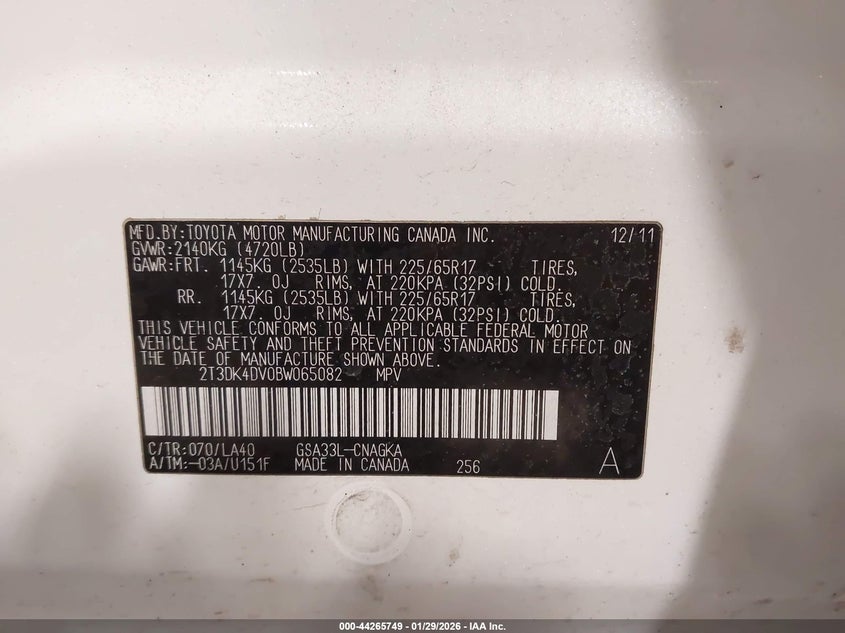 MFD.BY:TOYOTA MOTOR MANUFACTURING CANADA INC. 12/11
GVWR:2140KG (4720LB)
GAWR:FRT. 1145KG (2535LB) WITH 225/65R17 TIRES,
17X7. 0J RIMS, AT 220KPA (32PSI) COLD.
RR. 1145KG (2535LB) WITH 225/65R17 TIRES,
17X7. 0J RIMS, AT 220KPA (32PSI) COLD.
THIS VEHICLE CONFORMS TO ALL APPLICABLE FEDERAL MOTOR
VEHICLE SAFETY AND THEFT PREVENTION STANDARDS IN EFFECT ON
THE DATE OF MANUFACTURE SHOWN ABOVE.
2T3DK4DV0BW065082 MPV
C/TR:070/LA40 GSA33L-CNAGKA
A/TM:-03A/U151F MADE IN CANADA 256 A
000-44265749 - 01/29/2026 - IAA Inc.